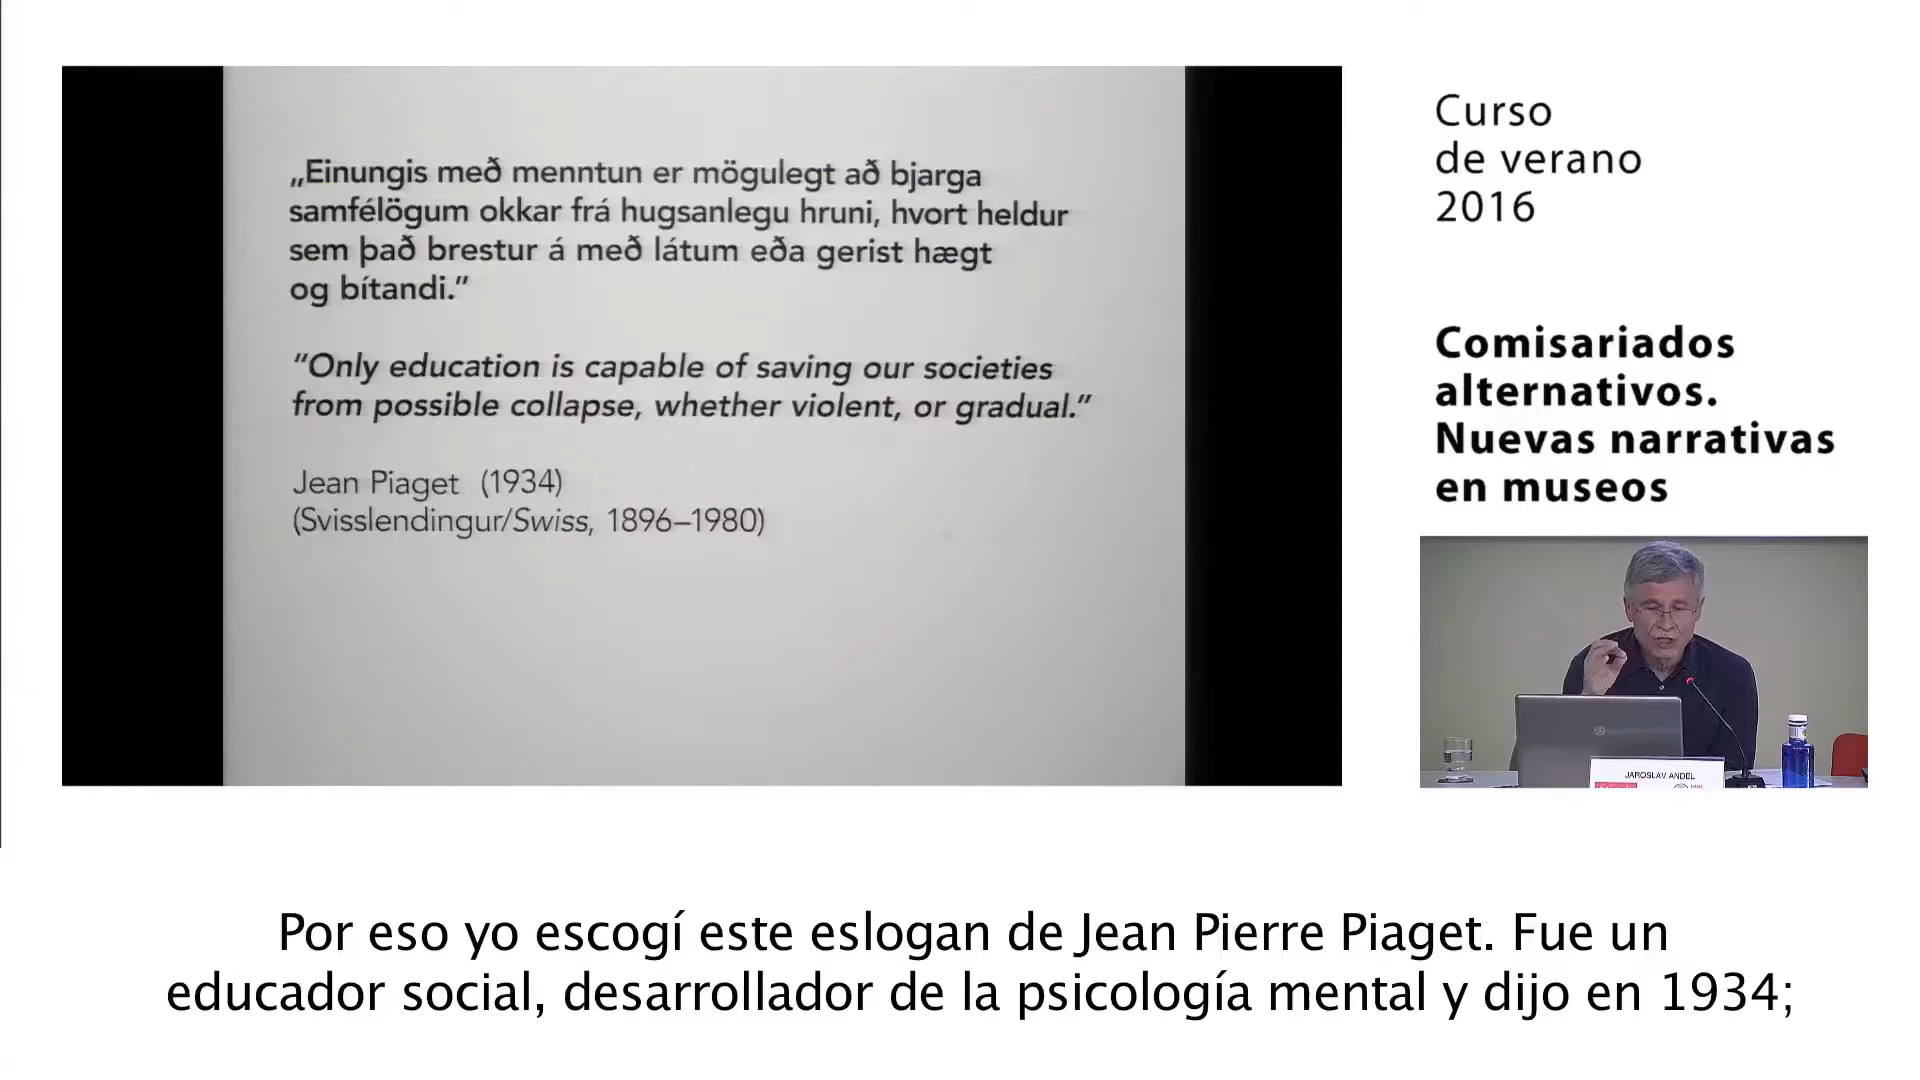 „Einungis með menntun er mögulegt að bjarga
samfélögum okkar frá hugsanlegu hruni, hvort heldur
sem það brestur á með látum eða gerist hægt
og bítandi.”
“Only education is capable of saving our societies
from possible collapse, whether violent, or gradual.”
Jean Piaget (1934)
(Svisslendingur/Swiss, 1896–1980)
Curso
de verano
2016
Comisariados
alternativos.
Nuevas narrativas
en museos
JAROSLAV ANDEL
Por eso yo escogí este eslogan de Jean Pierre Piaget. Fue un
educador social, desarrollador de la psicología mental y dijo en 1934;